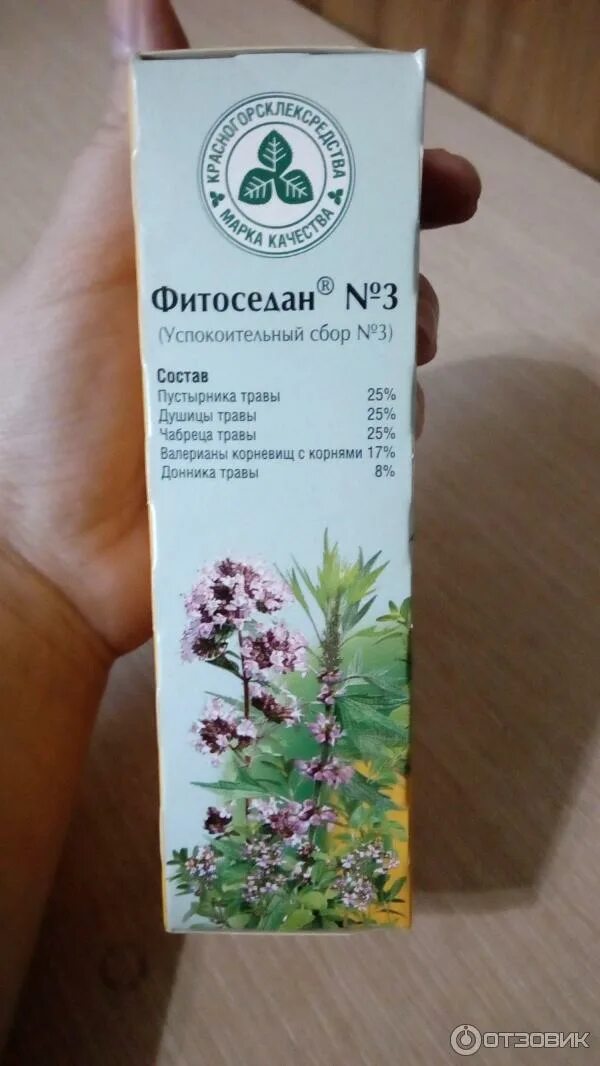 КРАСНОГОРСКЛЕКСРЕДСТВА
МАРКА КАЧЕСТВА
Фитоседан® №3
(Успокоительный сбор №3)
Состав
Пустырника травы 25%
Душицы травы 25%
Чабреца травы 25%
Валерианы корневищ с корнями 17%
Донника травы 8%
ОТЗОВИК